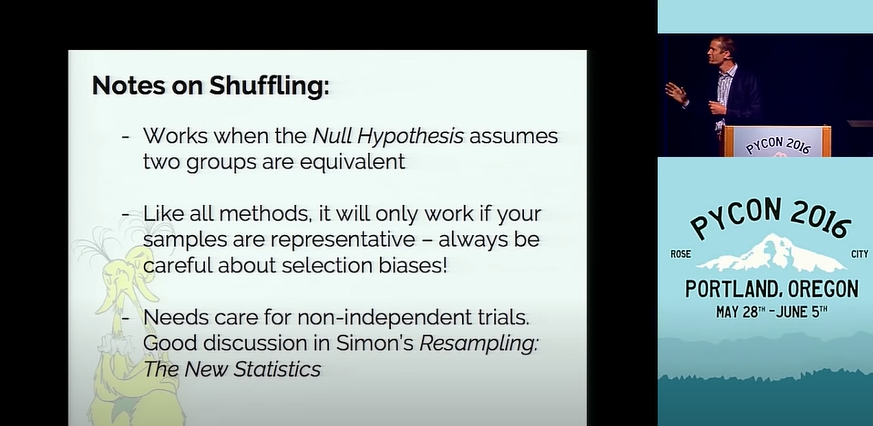 Notes on Shuffling:
- Works when the Null Hypothesis assumes
two groups are equivalent
- Like all methods, it will only work if your
samples are representative – always be
careful about selection biases!
- Needs care for non-independent trials.
Good discussion in Simon's Resampling:
The New Statistics
PYCON 2016
PYCON 2016
ROSE CITY
PORTLAND, OREGON
MAY 28TH - JUNE 5TH